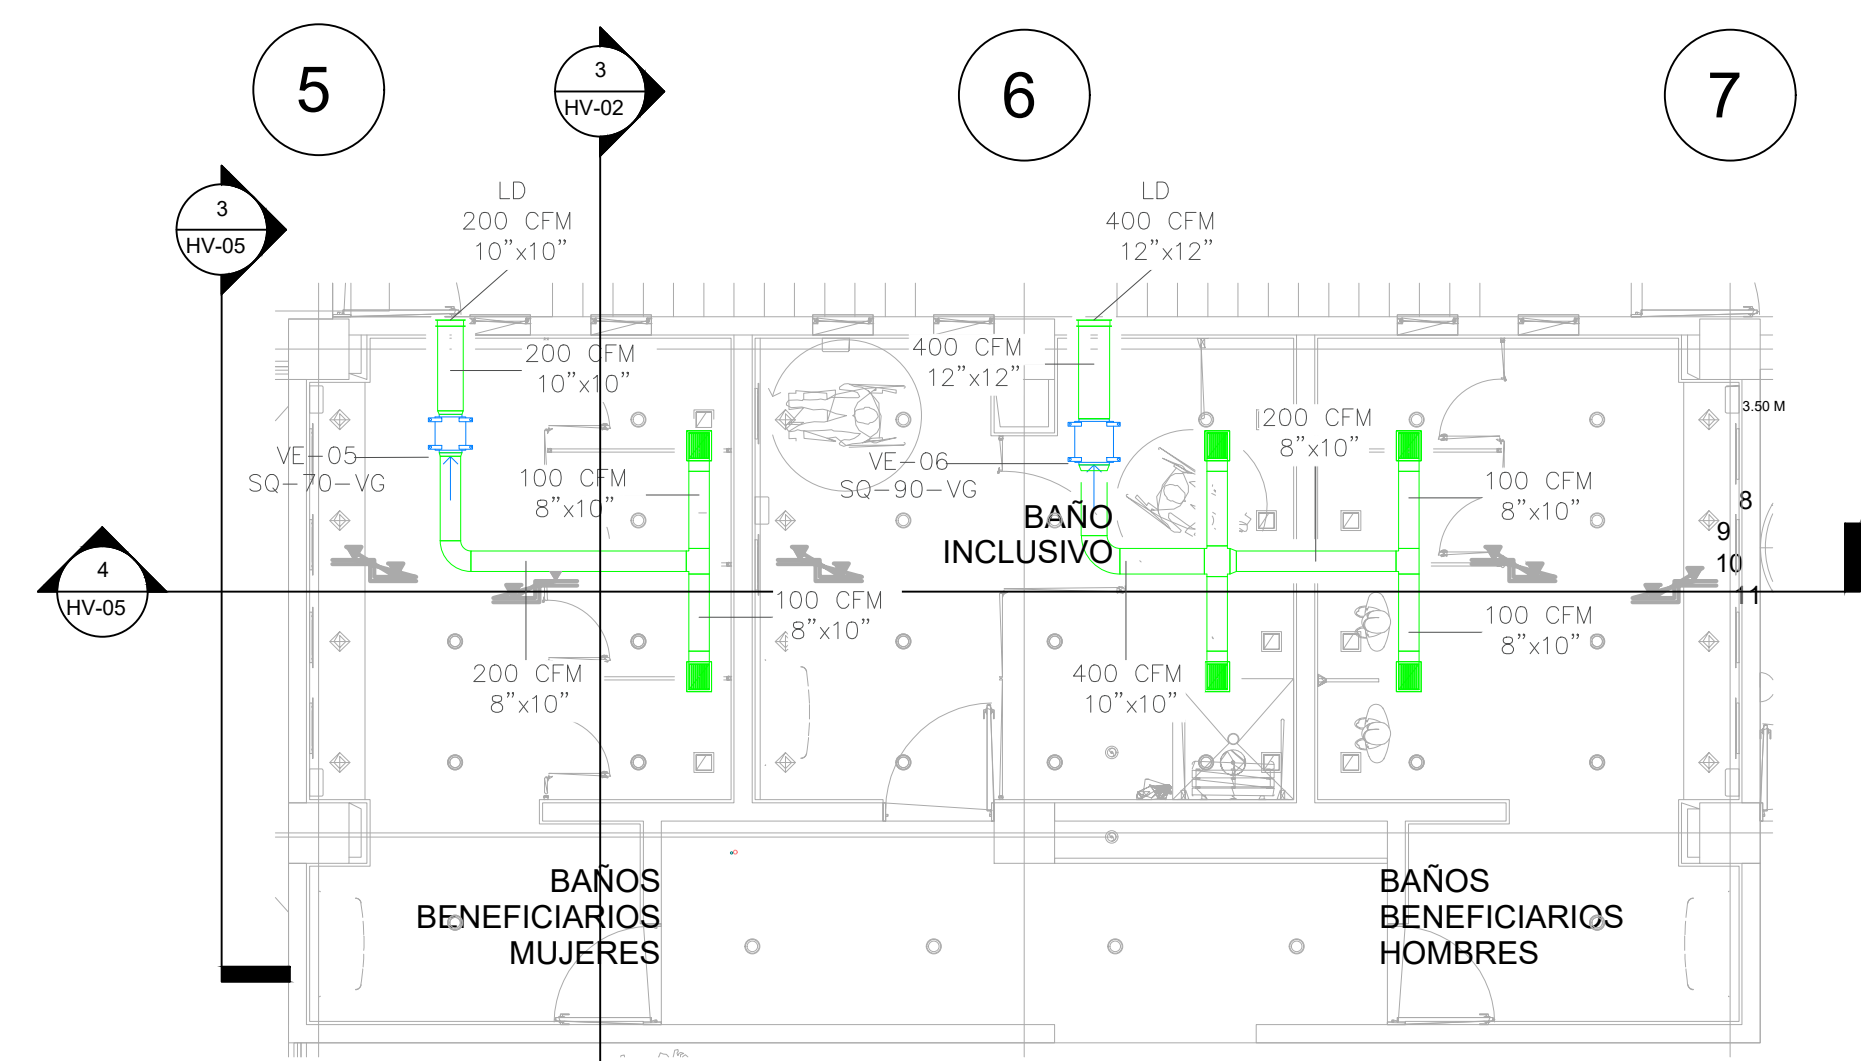 5
3
HV-02
6
7
3
HV-05
LD
200 CFM
10”x10”
LD
400 CFM
12”x12”
200 CFM
10”x10”
400 CFM
12”x12”
3.50 M
200 CFM
8”x10”
VE-05
SQ-70-VG
100 CFM
8”x10”
VE-06
SQ-90-VG
100 CFM
8”x10”
8
9
10
11
BAÑO
INCLUSIVO
4
HV-05
100 CFM
8”x10”
100 CFM
8”x10”
200 CFM
8”x10”
400 CFM
10”x10”
BAÑOS
BENEFICIARIOS
MUJERES
BAÑOS
BENEFICIARIOS
HOMBRES